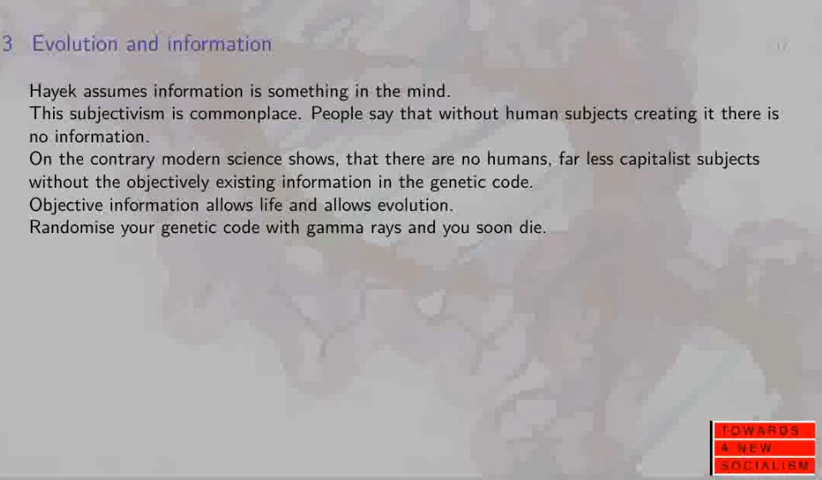 3 Evolution and information
17
Hayek assumes information is something in the mind.
This subjectivism is commonplace. People say that without human subjects creating it there is
no information.
On the contrary modern science shows, that there are no humans, far less capitalist subjects
without the objectively existing information in the genetic code.
Objective information allows life and allows evolution.
Randomise your genetic code with gamma rays and you soon die.
TOWARDS
A NEW
SOCIALISM